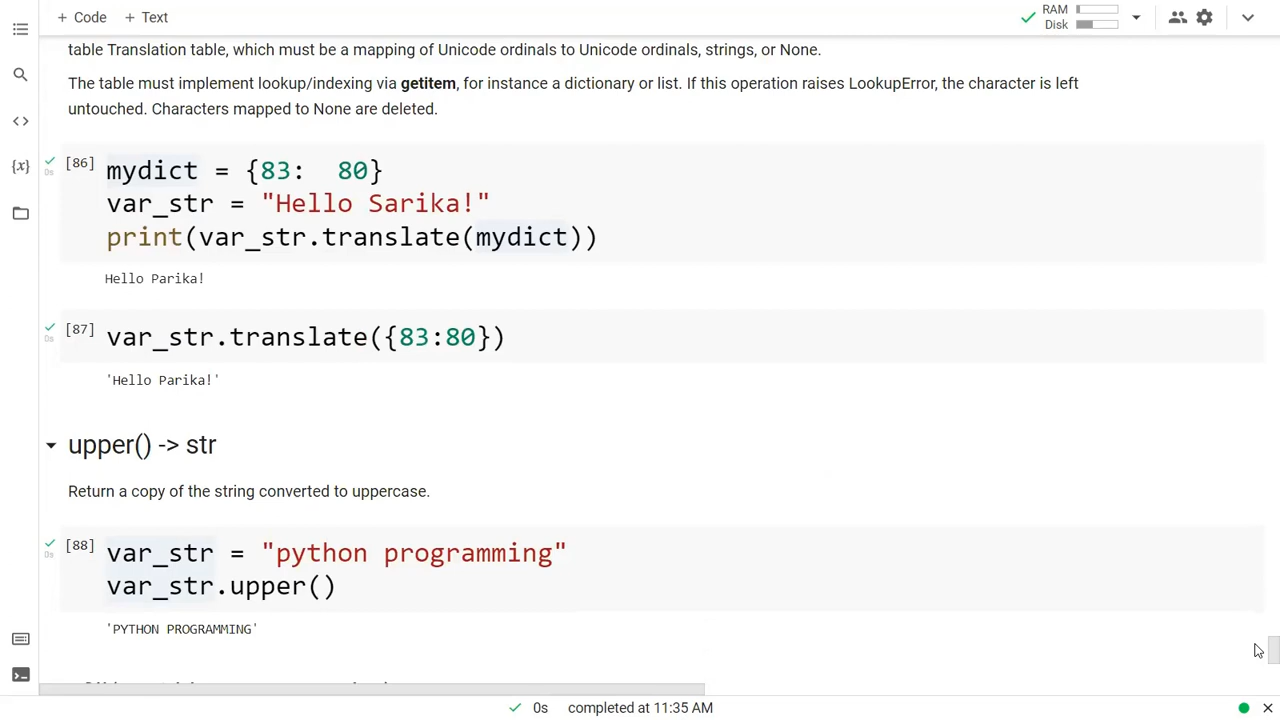 + Code + Text
RAM
Disk
table Translation table, which must be a mapping of Unicode ordinals to Unicode ordinals, strings, or None.
The table must implement lookup/indexing via getitem, for instance a dictionary or list. If this operation raises LookupError, the character is left
untouched. Characters mapped to None are deleted.
{x}
[86]
0s
mydict = {83:  80}
var_str = "Hello Sarika!"
print(var_str.translate(mydict))
Hello Parika!
[87]
0s
var_str.translate({83:80})
'Hello Parika!'
upper() -> str
Return a copy of the string converted to uppercase.
[88]
0s
var_str = "python programming"
var_str.upper()
'PYTHON PROGRAMMING'
0s completed at 11:35 AM